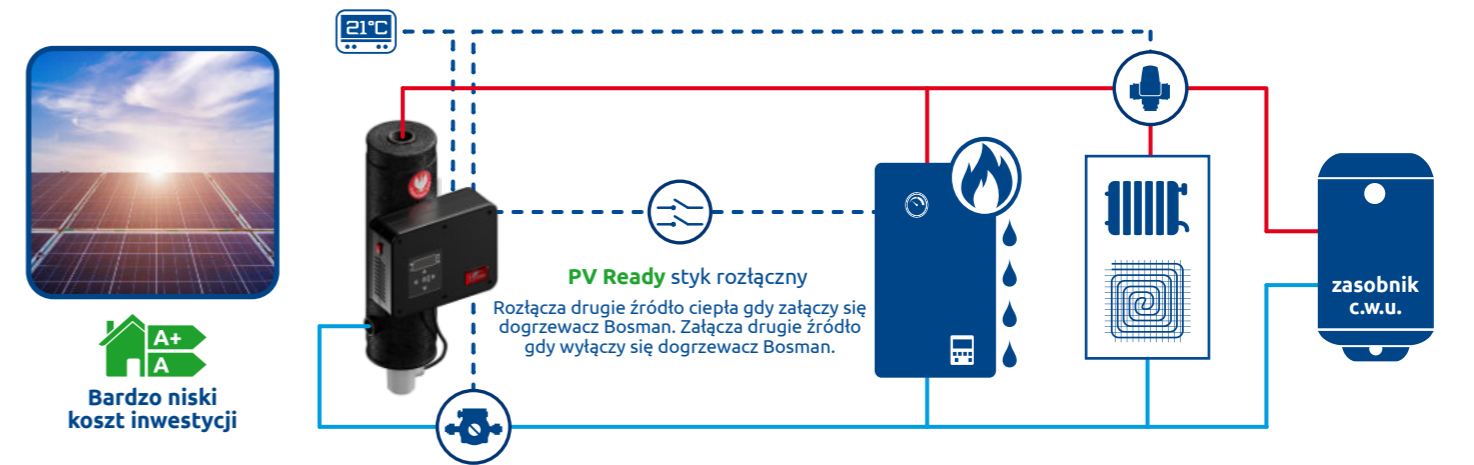 21°C
PV Ready styk rozłączny
Rozłącza drugie źródło ciepła gdy załączy się
dogrzewacz Bosman. Załącza drugie źródło
gdy wyłączy się dogrzewacz Bosman.
zasobnik
c.w.u.
A+
A
Bardzo niski
koszt inwestycji